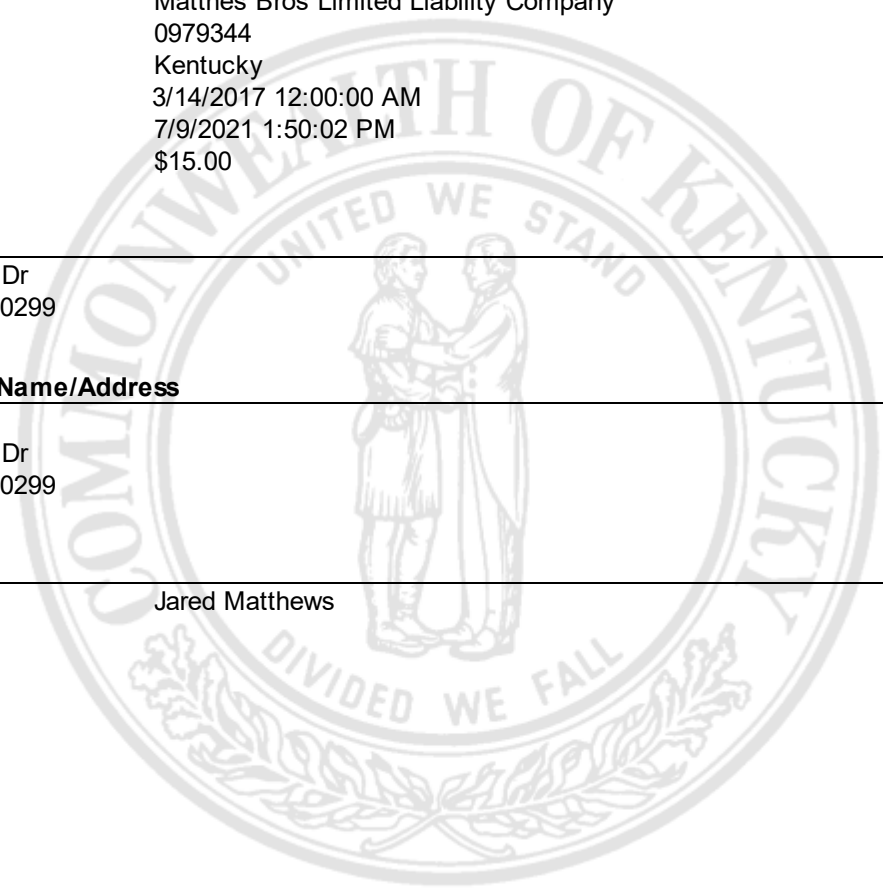 Matthes Bros Limited Liability Company
0979344
Kentucky
3/14/2017 12:00:00 AM
7/9/2021 1:50:02 PM
$15.00
Dr
0299
Name/Address
Dr
0299
Jared Matthews
COMMONWEALTH OF KENTUCKY
UNITED WE STAND
DIVIDED WE FALL